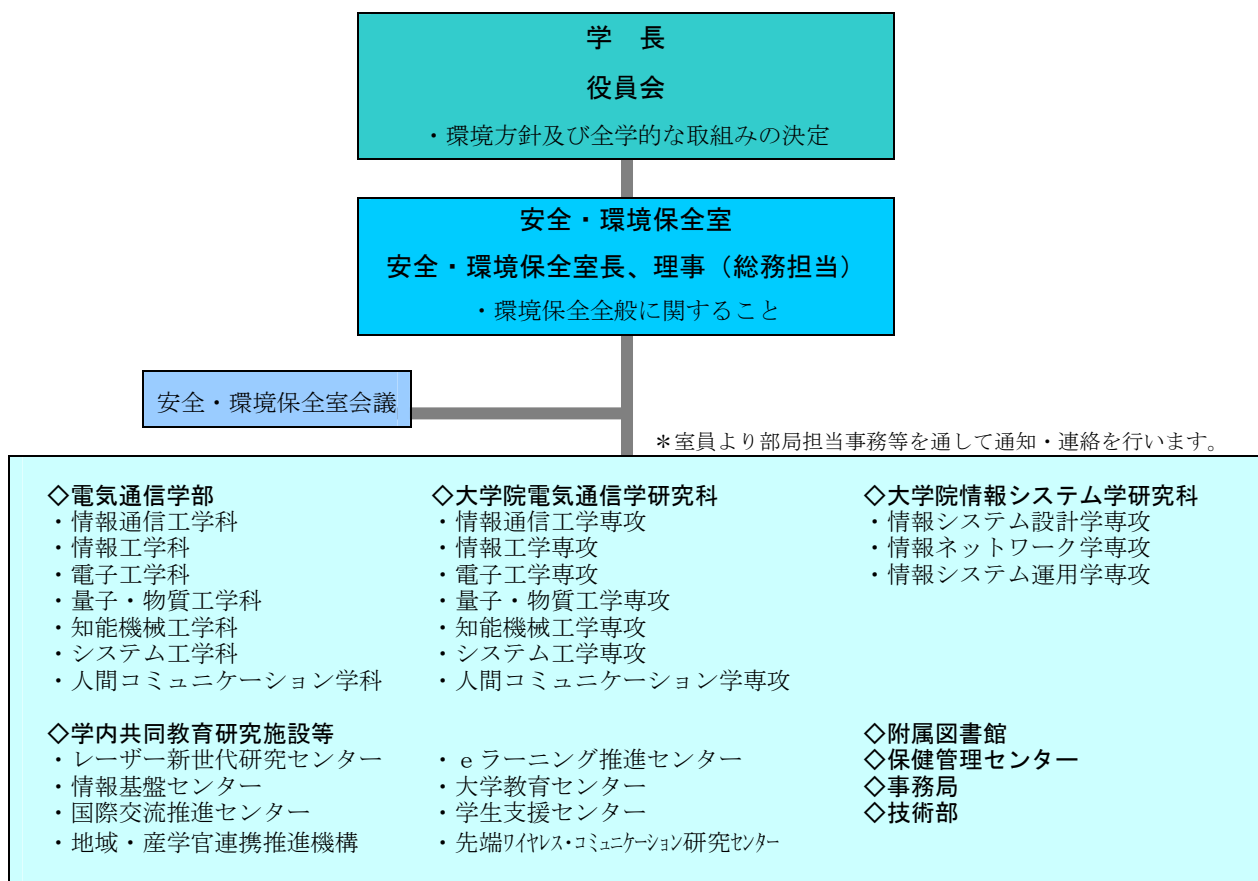 学　長
役員会
・環境方針及び全学的な取組みの決定
安全・環境保全室
安全・環境保全室長、理事（総務担当）
・環境保全全般に関すること
安全・環境保全室会議
＊室員より部局担当事務等を通して通知・連絡を行います。
◇電気通信学部
・情報通信工学科
・情報工学科
・電子工学科
・量子・物質工学科
・知能機械工学科
・システム工学科
・人間コミュニケーション学科
◇大学院電気通信学研究科
・情報通信工学専攻
・情報工学専攻
・電子工学専攻
・量子・物質工学専攻
・知能機械工学専攻
・システム工学専攻
・人間コミュニケーション学専攻
◇大学院情報システム学研究科
・情報システム設計学専攻
・情報ネットワーク学専攻
・情報システム運用学専攻
◇学内共同教育研究施設等
・レーザー新世代研究センター
・情報基盤センター
・国際交流推進センター
・地域・産学官連携推進機構
・ｅラーニング推進センター
・大学教育センター
・学生支援センター
・先端ﾜｲﾔﾚｽ･ｺﾐｭﾆｹｰｼｮﾝ研究ｾﾝﾀｰ
◇附属図書館
◇保健管理センター
◇事務局
◇技術部